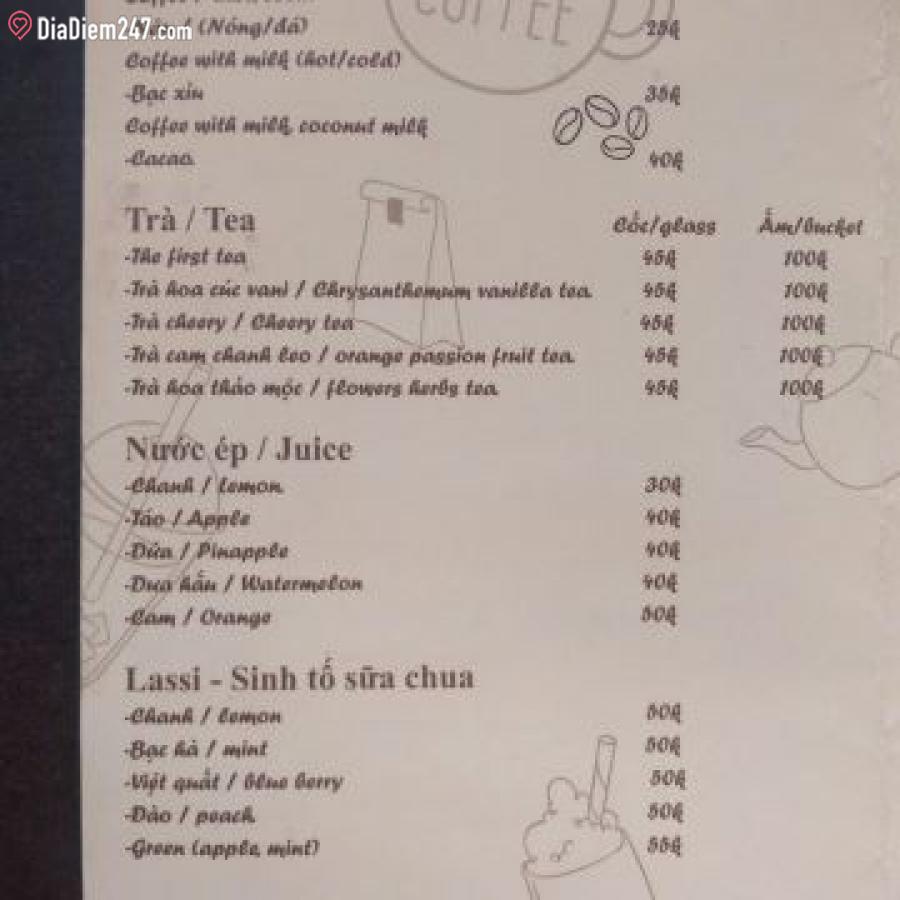 DiaDiem247.com
COFFEE
(Nóng/đá) 25k
Coffee with milk (hot/cold)
-Bạc xỉu 35k
Coffee with milk, coconut milk
-Cacao 40k
Trà / Tea Cốc/glass Ấm/bucket
-The first tea 45k 100k
-Trà hoa cúc vani / Chrysanthemum vanilla tea 45k 100k
-Trà cheery / Cheery tea 45k 100k
-Trà cam chanh leo / orange passion fruit tea 45k 100k
-Trà hoa thảo mộc / flowers herbs tea 45k 100k
Nước ép / Juice
-Chanh / lemon 30k
-Táo / Apple 40k
-Dứa / Pinapple 40k
-Dưa hấu / Watermelon 40k
-Cam / Orange 50k
Lassi - Sinh tố sữa chua
-Chanh / lemon 50k
-Bạc hà / mint 50k
-Việt quất / blue berry 50k
-Đào / peach 50k
-Green (apple, mint) 55k